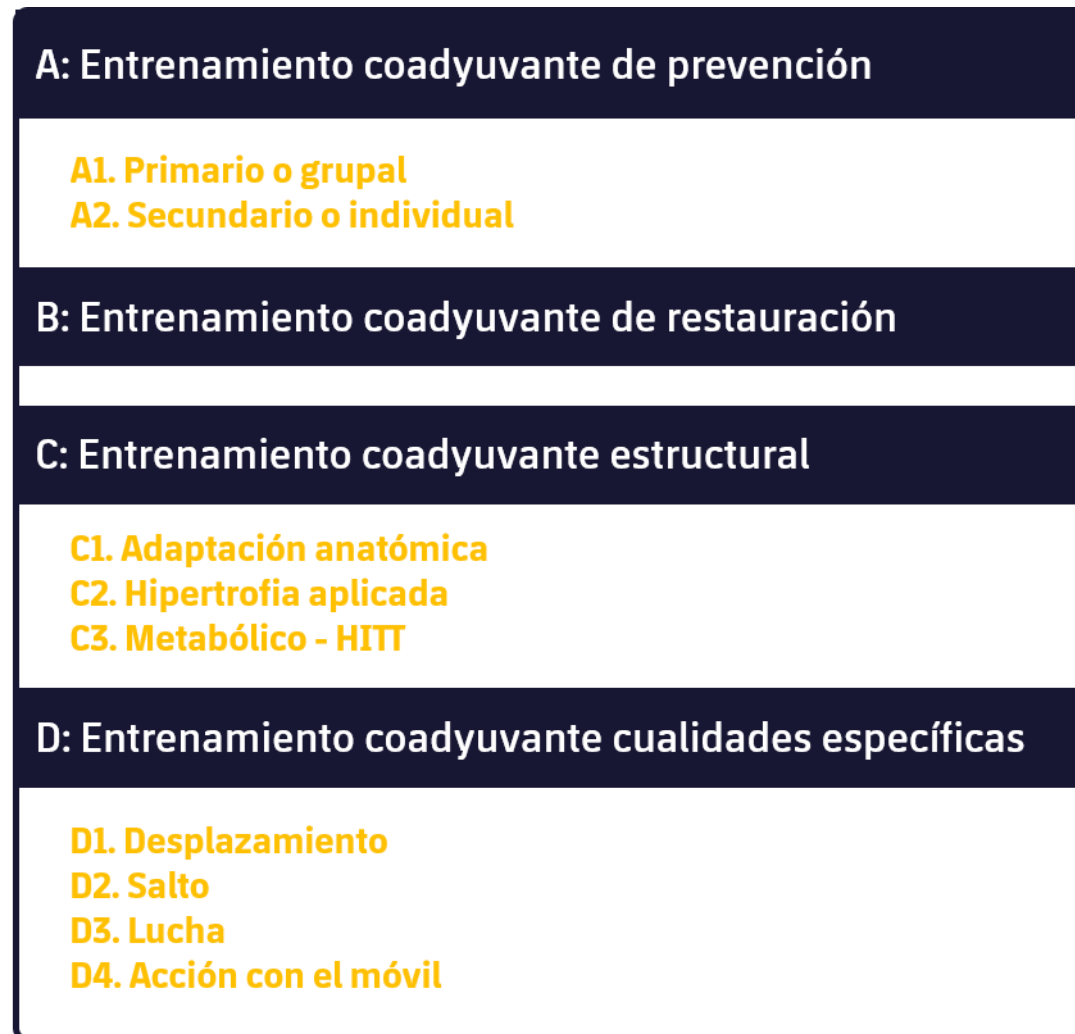 A: Entrenamiento coadyuvante de prevención
A1. Primario o grupal
A2. Secundario o individual
B: Entrenamiento coadyuvante de restauración
C: Entrenamiento coadyuvante estructural
C1. Adaptación anatómica
C2. Hipertrofia aplicada
C3. Metabólico - HITT
D: Entrenamiento coadyuvante cualidades específicas
D1. Desplazamiento
D2. Salto
D3. Lucha
D4. Acción con el móvil